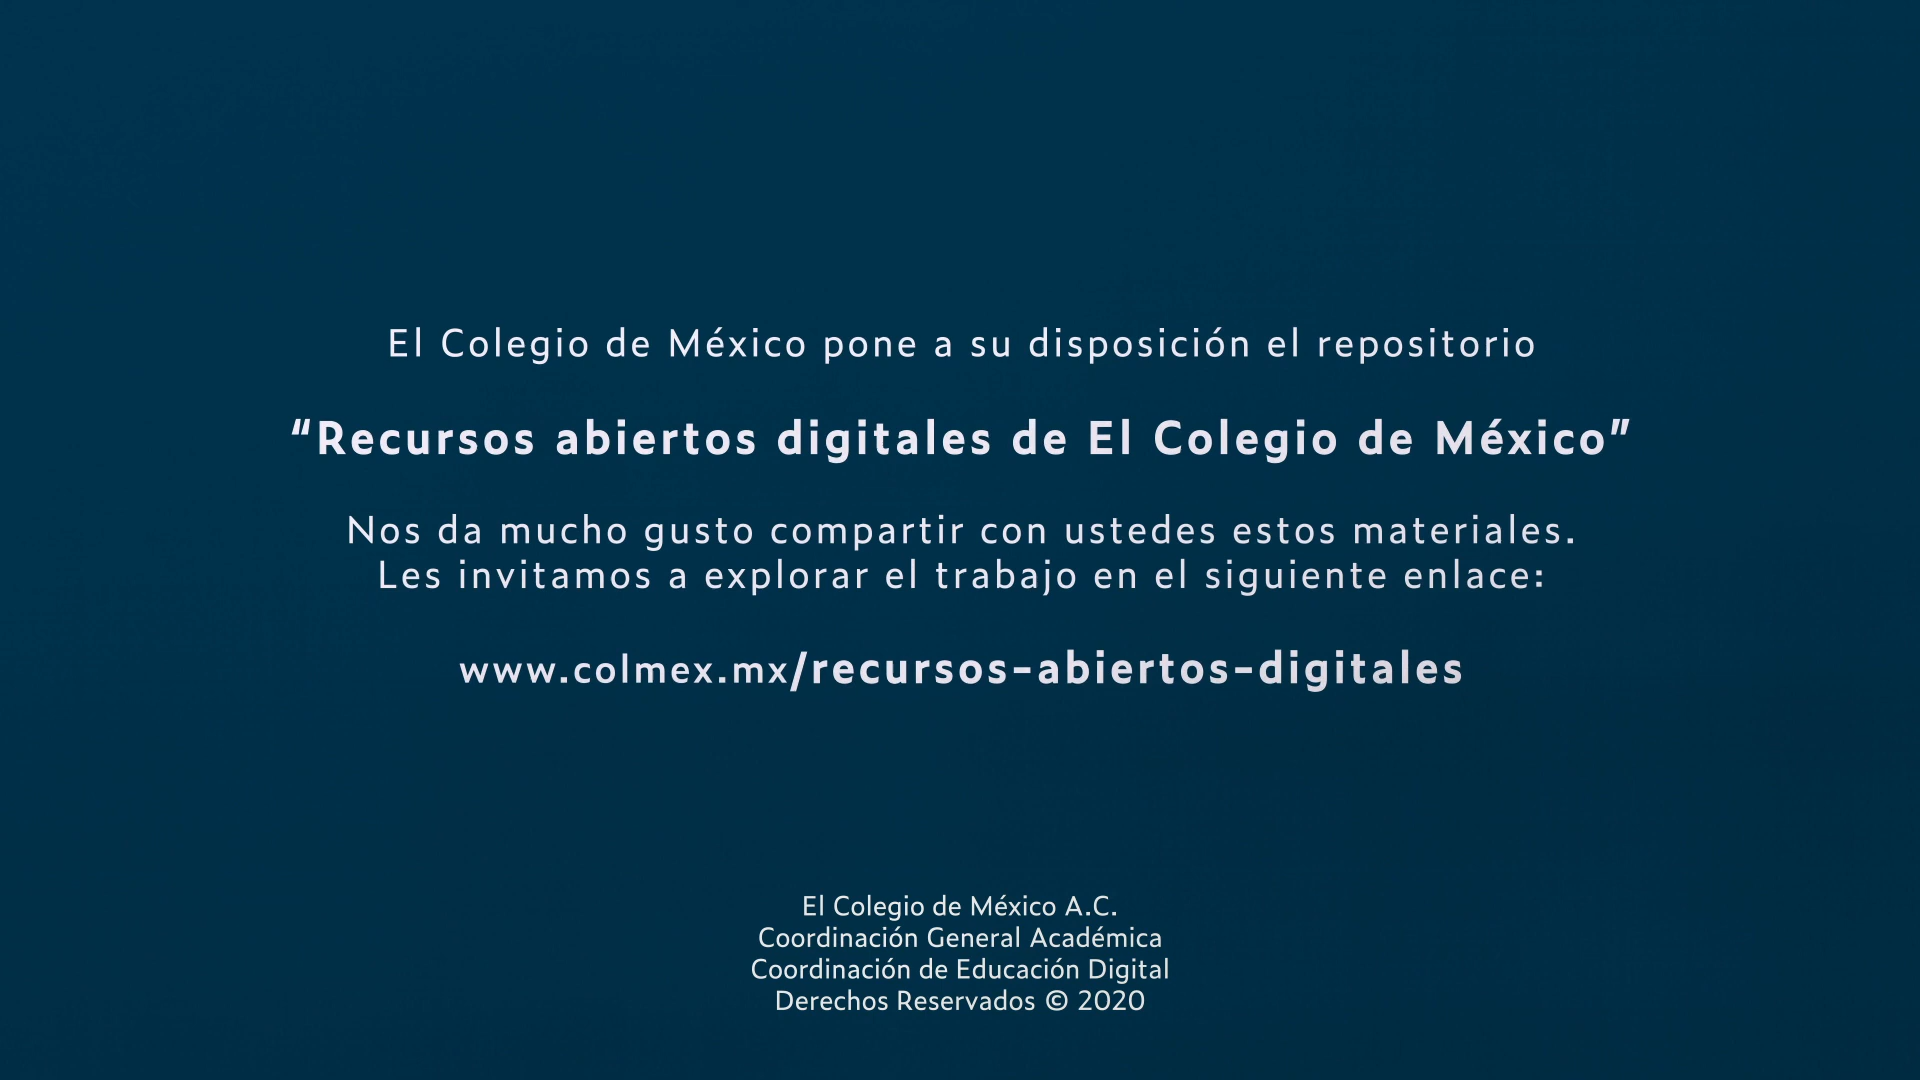 El Colegio de México pone a su disposición el repositorio
“Recursos abiertos digitales de El Colegio de México”
Nos da mucho gusto compartir con ustedes estos materiales.
Les invitamos a explorar el trabajo en el siguiente enlace:
www.colmex.mx/recursos-abiertos-digitales
El Colegio de México A.C.
Coordinación General Académica
Coordinación de Educación Digital
Derechos Reservados © 2020